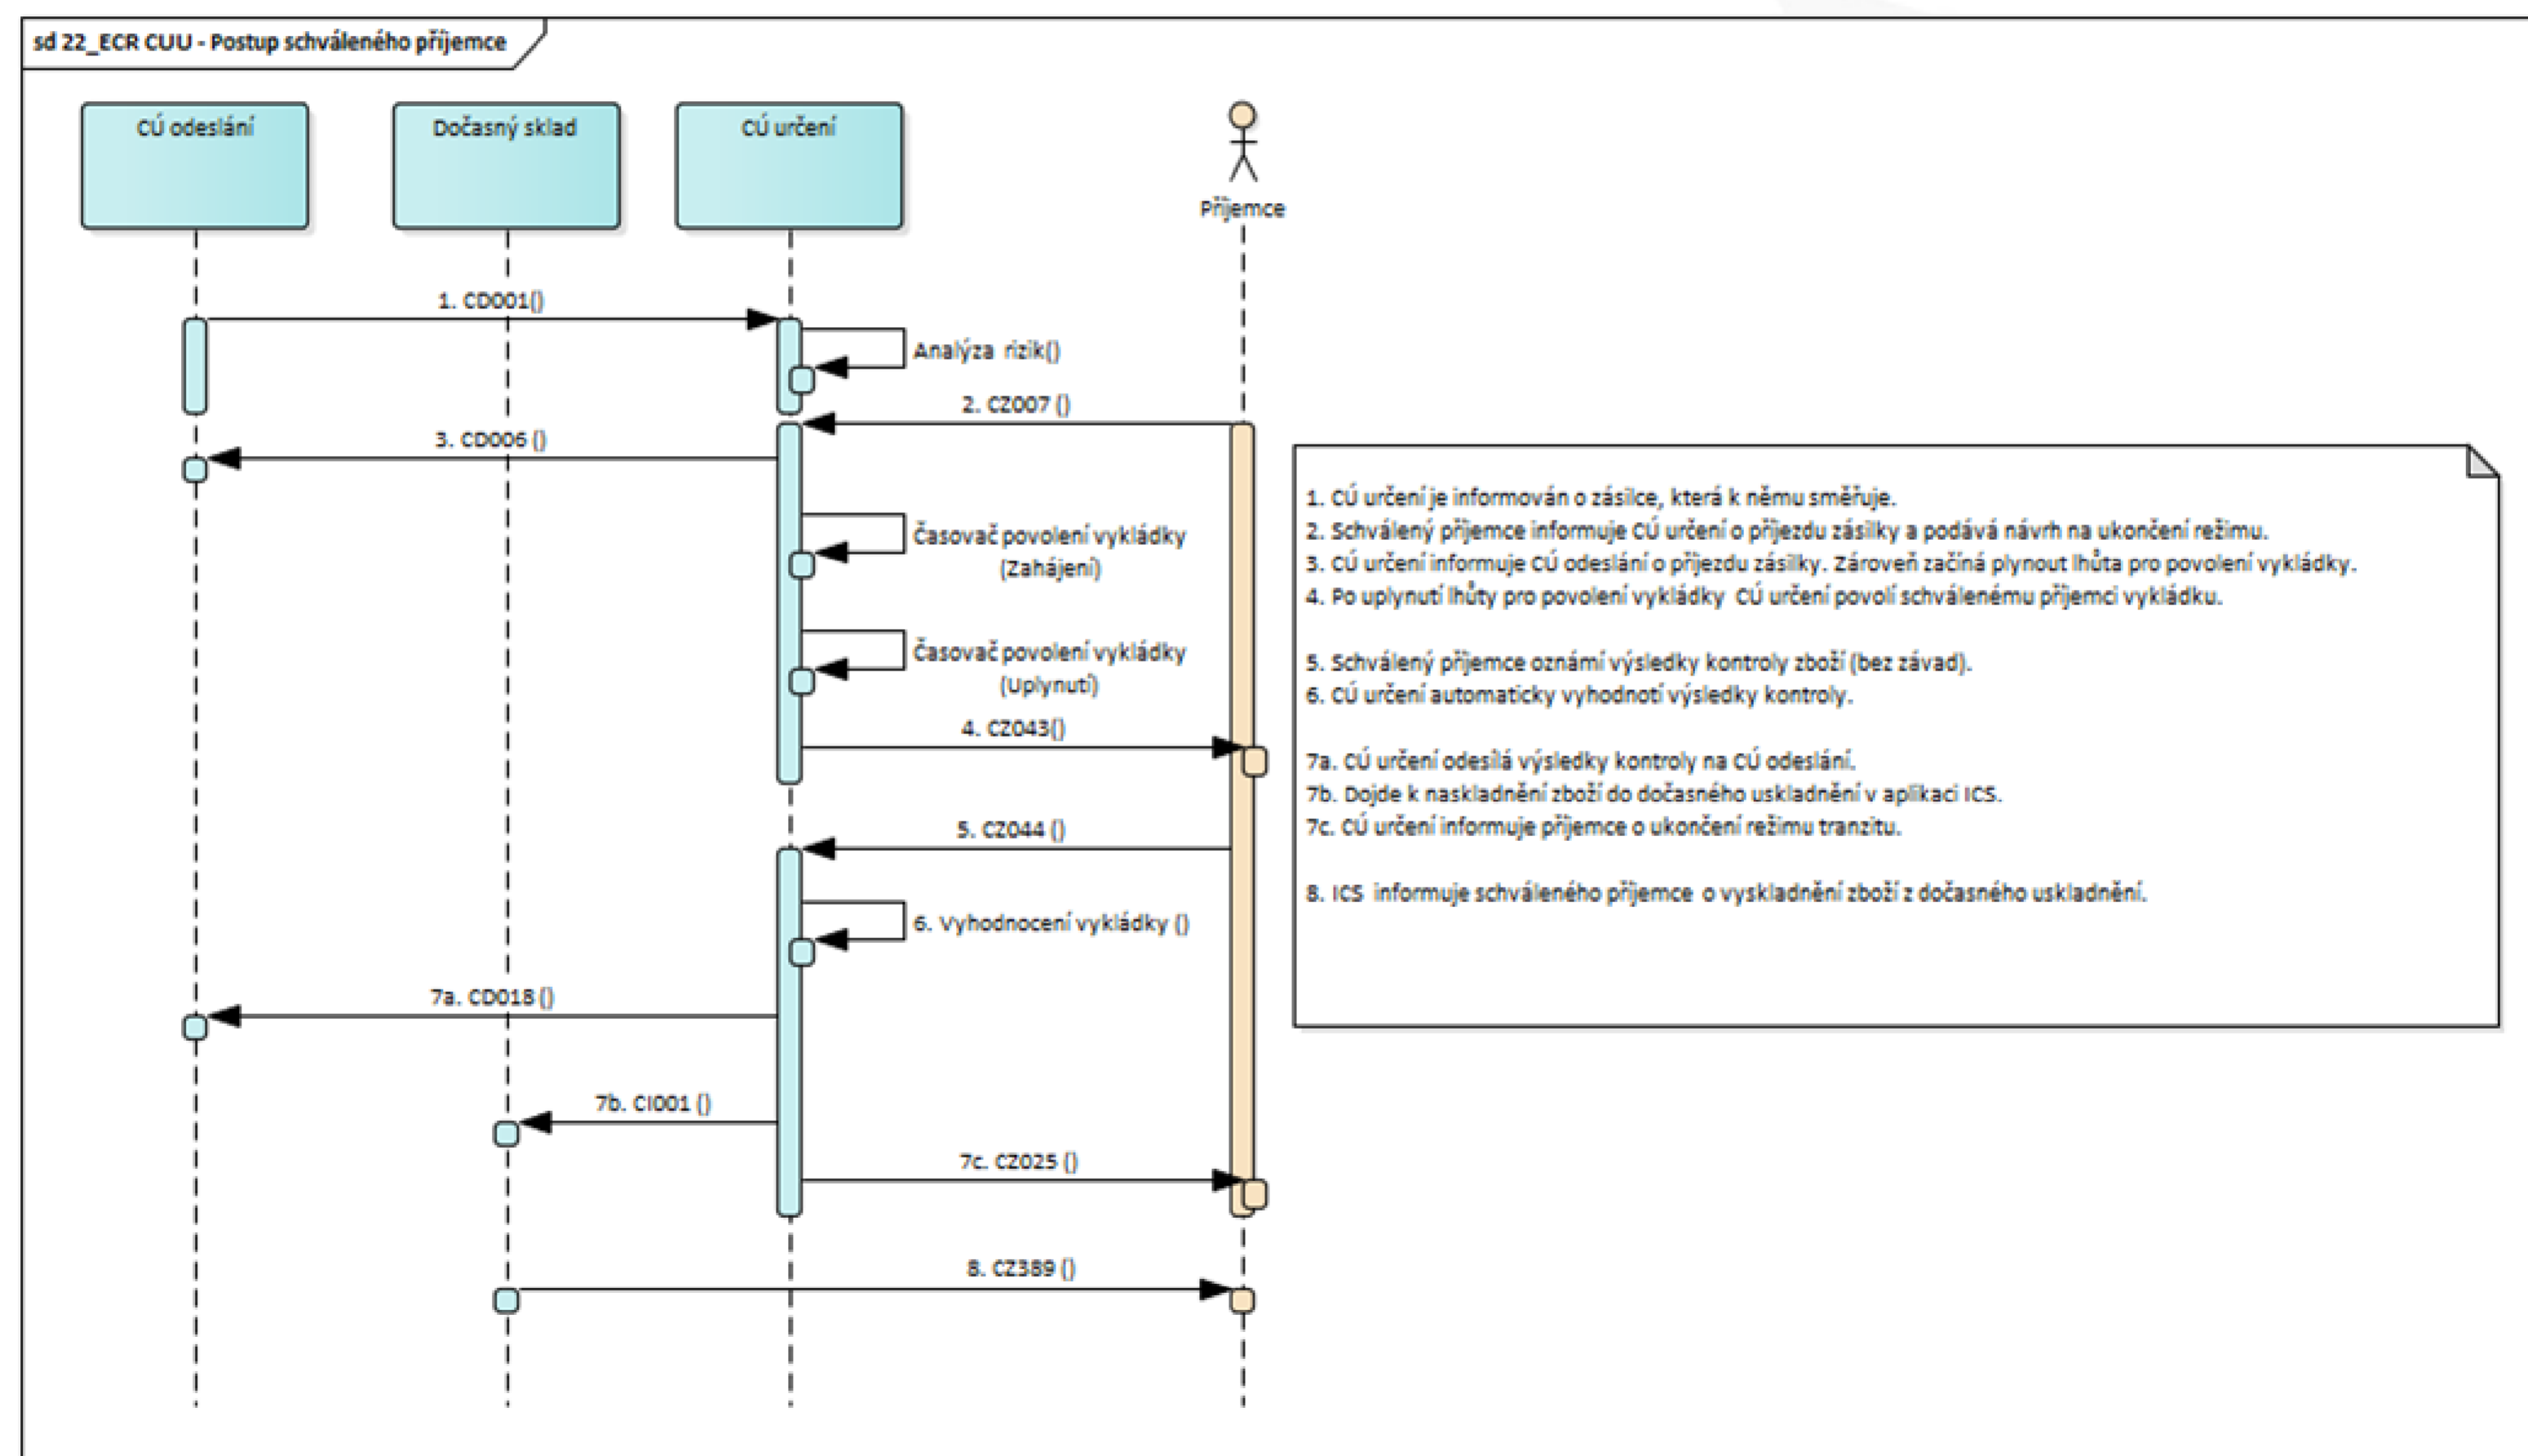 sd 22_ECR CUU - Postup schváleného příjemce
CÚ odeslání
Dočasný sklad
CÚ určení
Příjemce
1. CD001()
Analýza rizik()
2. CZ007 ()
3. CD006 ()
Časovač povolení vykládky
(Zahájení)
Časovač povolení vykládky
(Uplynutí)
4. CZ043()
5. CZ044 ()
6. Vyhodnocení vykládky ()
7a. CD018 ()
7b. CI001 ()
7c. CZ025 ()
8. CZ389 ()
1. CÚ určení je informován o zásilce, která k němu směřuje.
2. Schválený příjemce informuje CÚ určení o příjezdu zásilky a podává návrh na ukončení režimu.
3. CÚ určení informuje CÚ odeslání o příjezdu zásilky. Zároveň začíná plynout lhůta pro povolení vykládky.
4. Po uplynutí lhůty pro povolení vykládky CÚ určení povolí schválenému příjemci vykládku.
5. Schválený příjemce oznámí výsledky kontroly zboží (bez závad).
6. CÚ určení automaticky vyhodnotí výsledky kontroly.
7a. CÚ určení odesílá výsledky kontroly na CÚ odeslání.
7b. Dojde k naskladnění zboží do dočasného uskladnění v aplikaci ICS.
7c. CÚ určení informuje příjemce o ukončení režimu tranzitu.
8. ICS informuje schváleného příjemce o vyskladnění zboží z dočasného uskladnění.